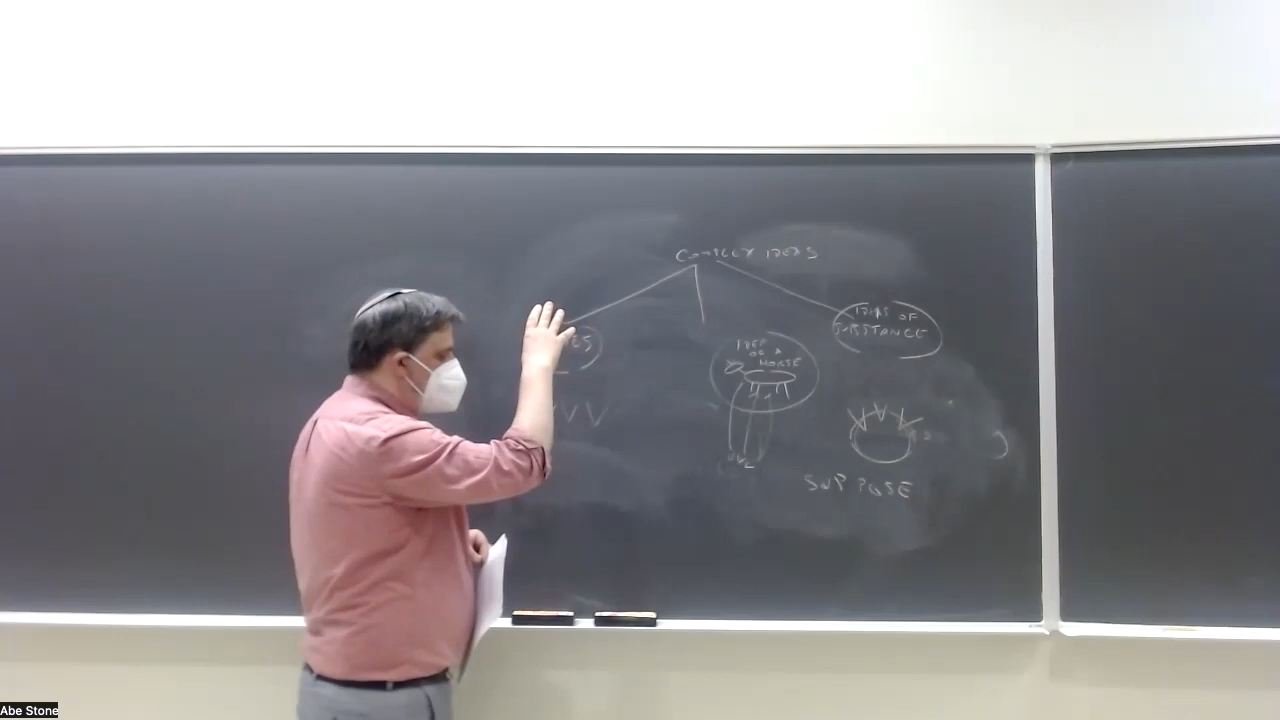 COMPLEX IDEAS
IDEAS OF
SUBSTANCE
IDEA
OF A
HORSE
SUPPOSE
Abe Stone